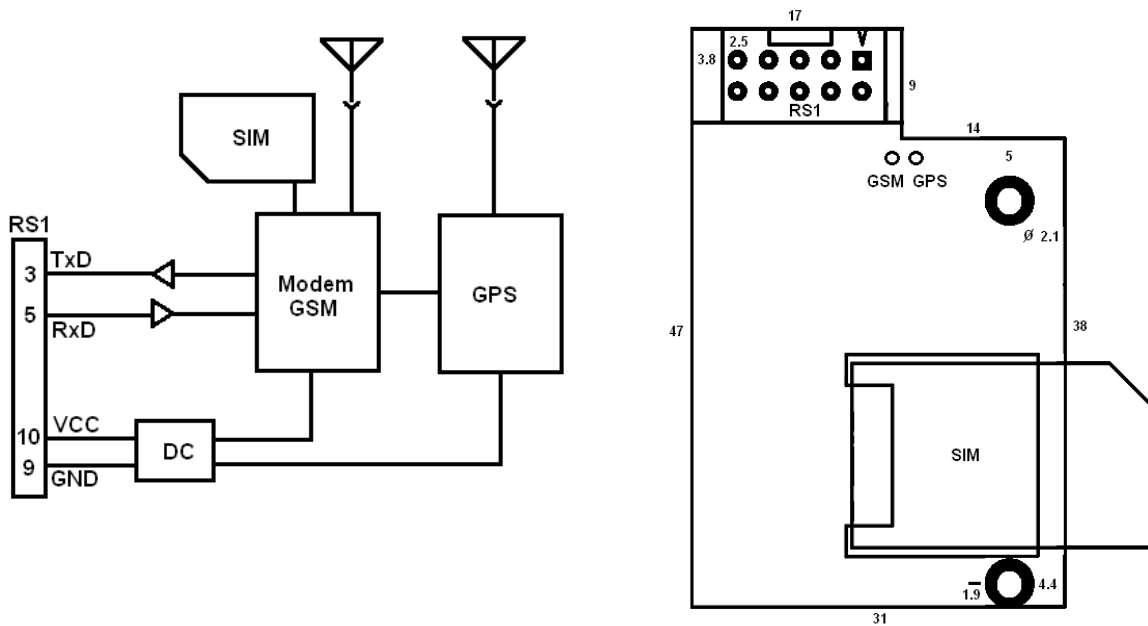 SIM
RS1
TxD
3
5
RxD
Modem
GSM
GPS
VCC
10
DC
9
GND
17
2.5
3.8
RS1
9
14
GSM GPS
5
ø 2.1
47
38
SIM
1.9
4.4
31